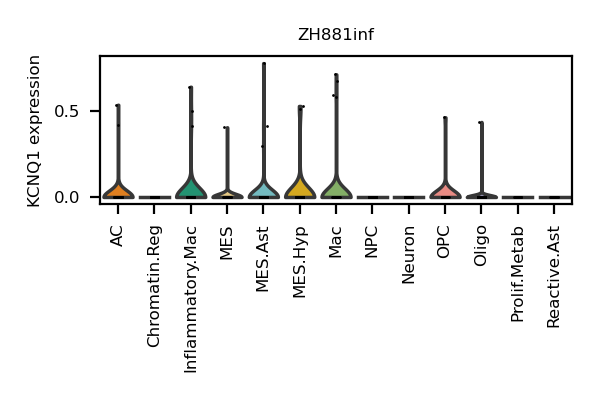 ZH881inf
KCNQ1 expression
0.5
0.0
AC
Chromatin.Reg
Inflammatory.Mac
MES
MES.Ast
MES.Hyp
Mac
NPC
Neuron
OPC
Oligo
Prolif.Metab
Reactive.Ast